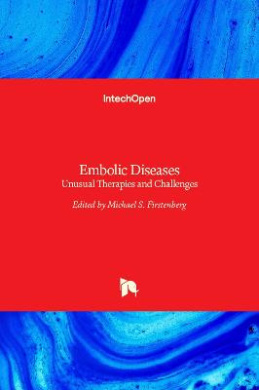 IntechOpen
Embolic Diseases
Unusual Therapies and Challenges
Edited by Michael S. Firstenberg